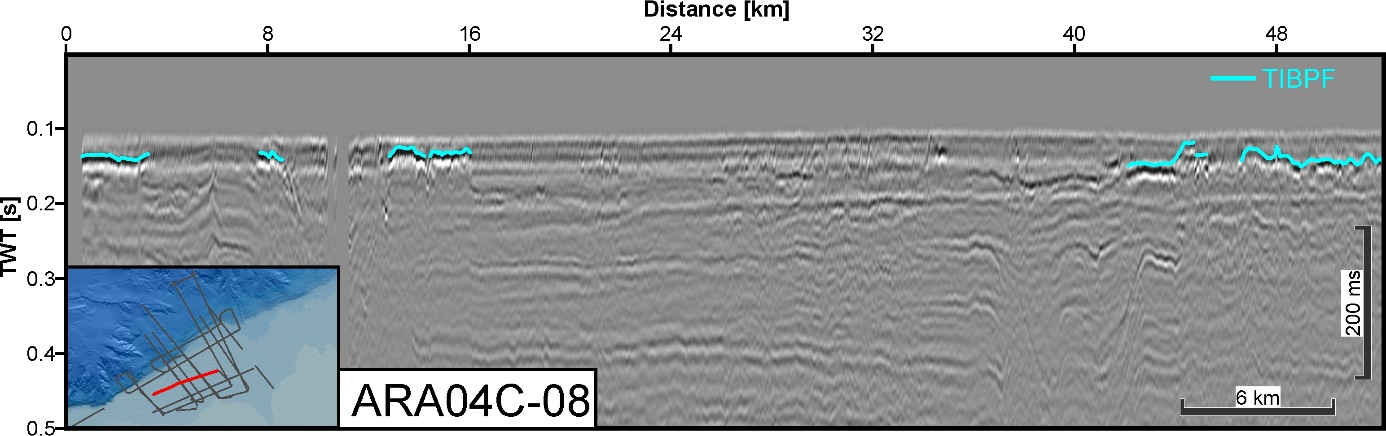 Distance [km]
0 8 16 24 32 40 48
TIBPF
0.1
0.2
TWT [s]
0.3
200 ms
0.4
ARA04C-08
6 km
0.5